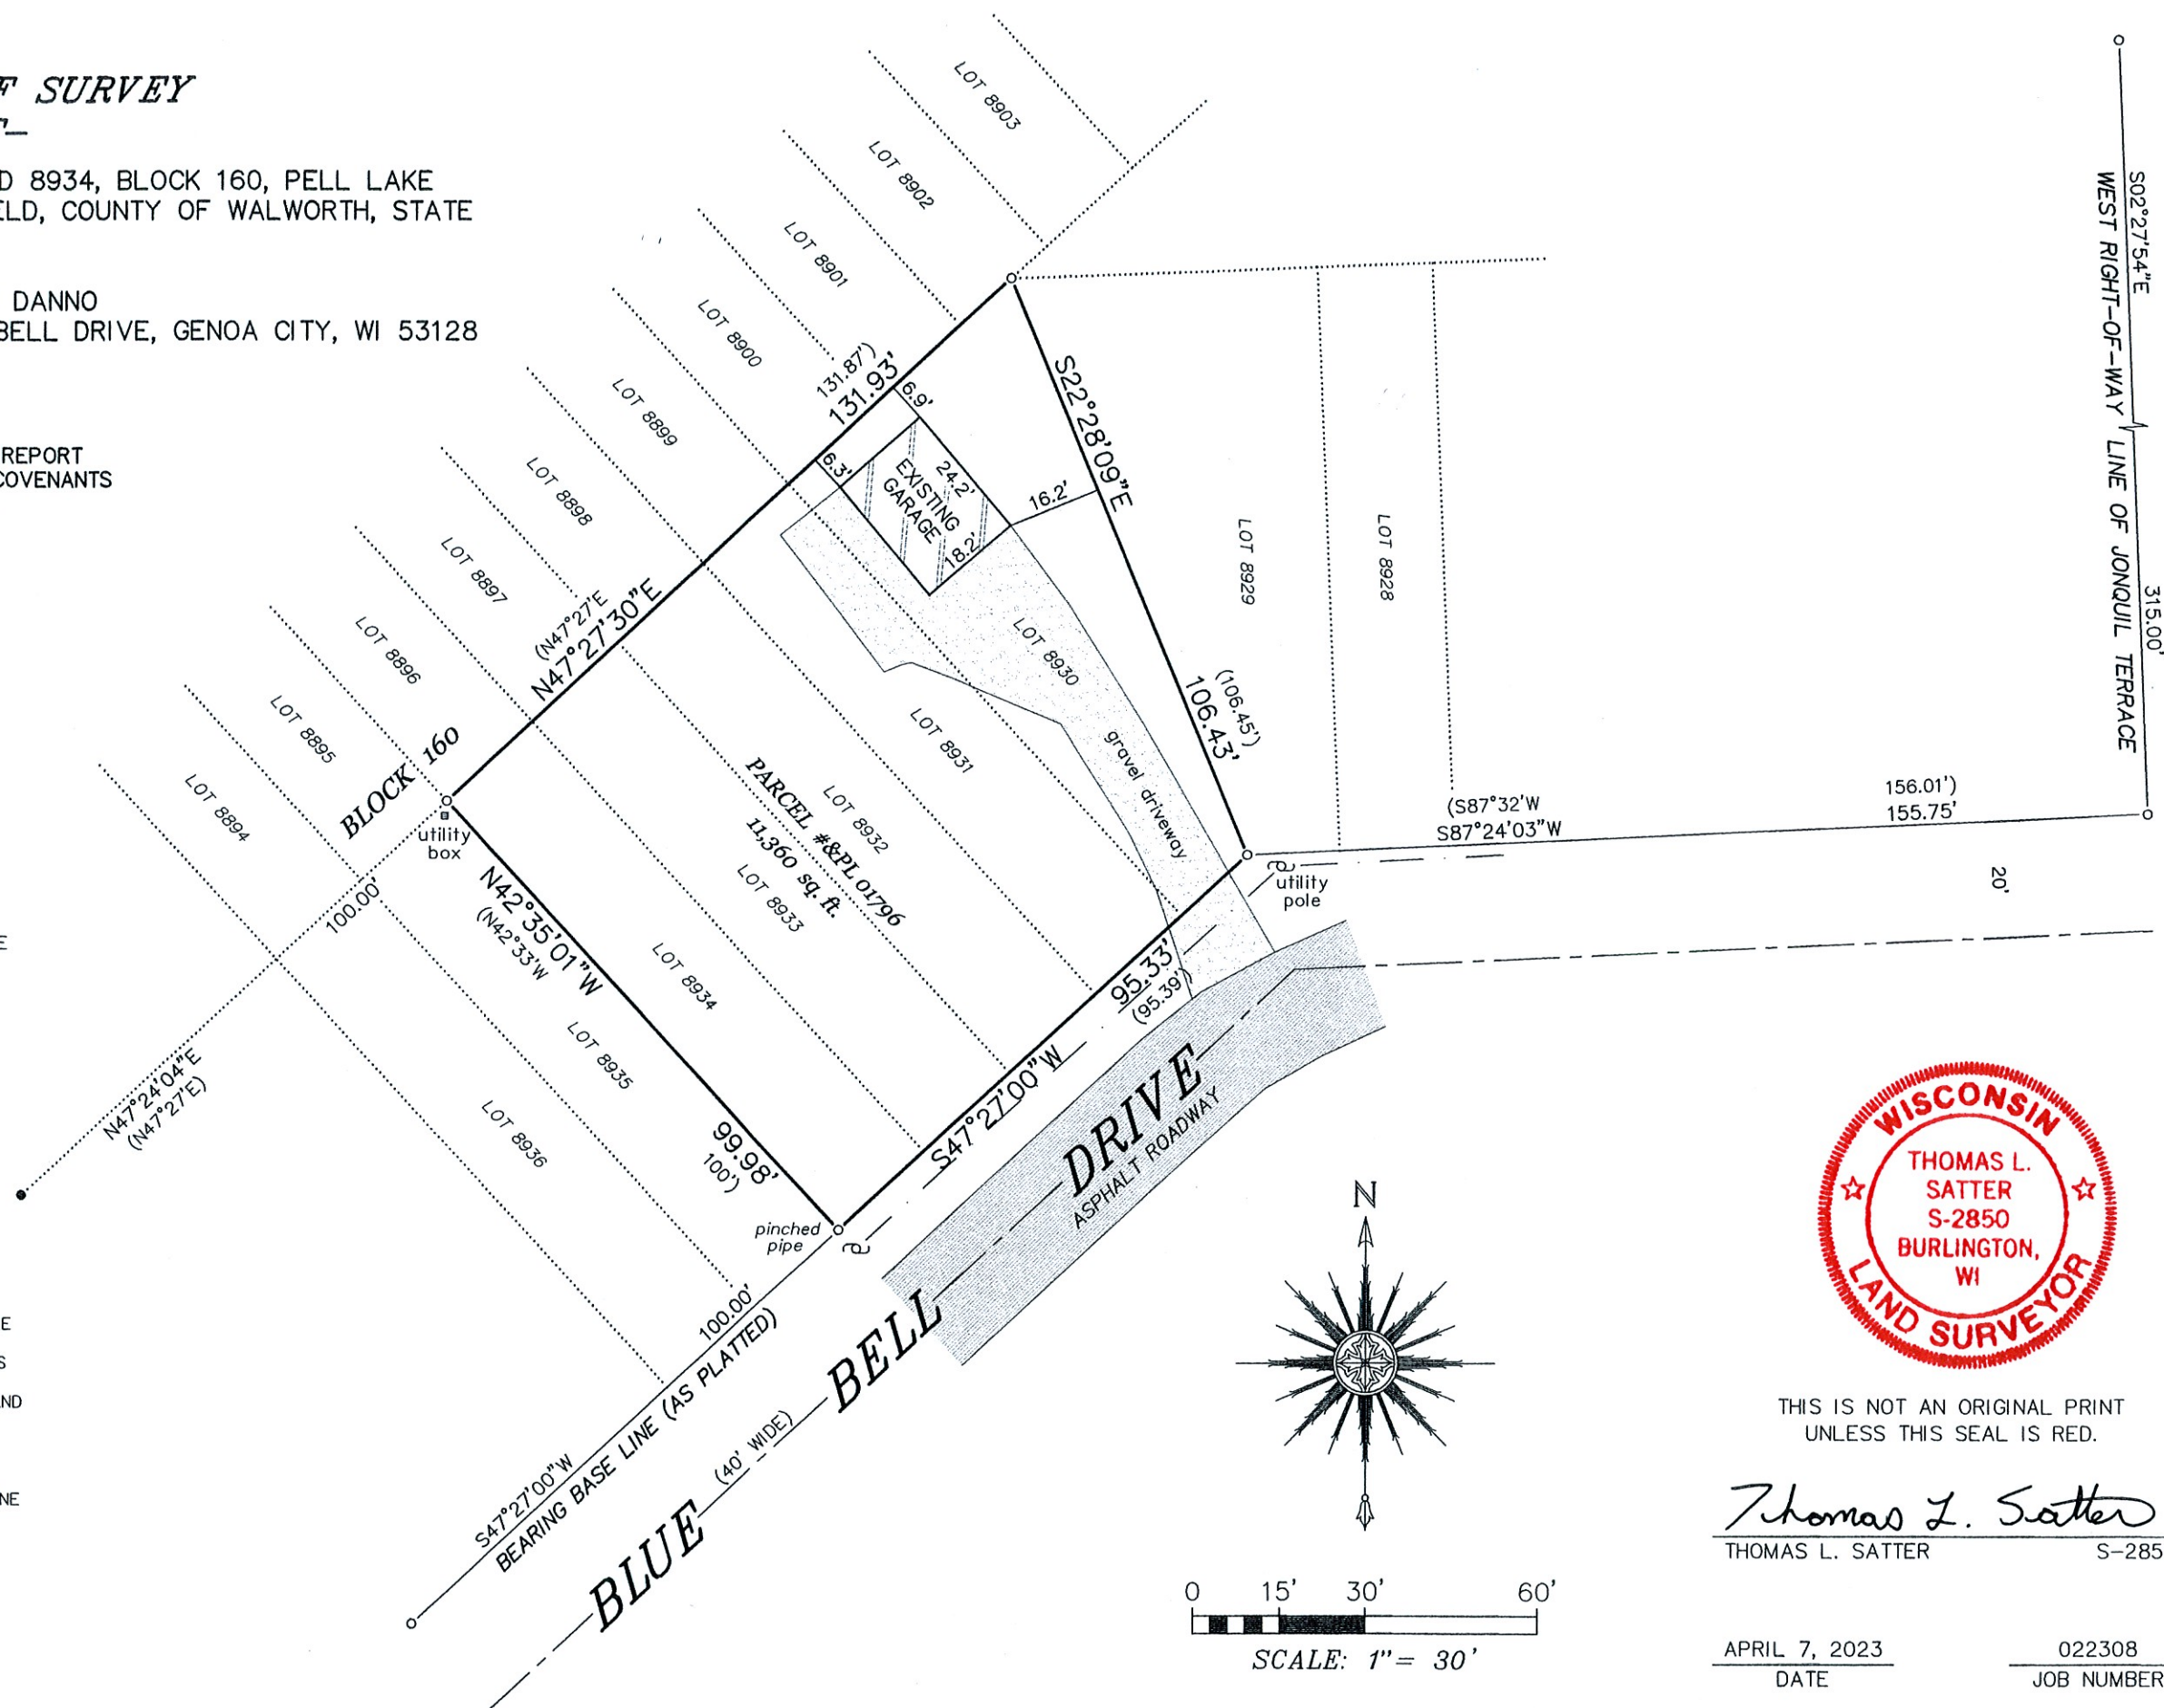 SURVEY
8934, BLOCK 160, PELL LAKE
COUNTY OF WALWORTH, STATE
DANNO
BELL DRIVE, GENOA CITY, WI 53128
REPORT
COVENANTS
LOT 8903
LOT 8902
LOT 8901
LOT 8900
LOT 8899
LOT 8898
LOT 8897
LOT 8896
LOT 8895
LOT 8894
BLOCK 160
131.87')
131.93'
(N47°27'E
N47°27'30"E
6.9'
6.3'
24.2'
EXISTING
GARAGE
18.2'
16.2'
S22°28'09"E
(106.45')
106.43'
LOT 8929
LOT 8928
S02°27'54"E
315.00'
WEST RIGHT-OF-WAY LINE OF JONQUIL TERRACE
(S87°32'W
156.01')
S87°24'03"W
155.75'
20'
LOT 8930
LOT 8931
LOT 8932
LOT 8933
LOT 8934
LOT 8935
LOT 8936
PARCEL #&PL 01796
11,360 sq. ft.
gravel driveway
utility
pole
utility
box
100.00'
N47°24'04"E
(N47°27'E)
N42°35'01"W
(N42°33'W
99.98'
100')
pinched
pipe
95.33'
(95.39')
S47°27'00"W
100.00'
S47°27'00"W
BEARING BASE LINE (AS PLATTED)
BLUE (40' WIDE) BELL DRIVE
ASPHALT ROADWAY
N
0 15' 30' 60'
SCALE: 1"= 30'
WISCONSIN
THOMAS L.
SATTER
S-2850
BURLINGTON,
WI
LAND SURVEYOR
THIS IS NOT AN ORIGINAL PRINT
UNLESS THIS SEAL IS RED.
Thomas L. Satter
THOMAS L. SATTER S-285
APRIL 7, 2023 022308
DATE JOB NUMBER